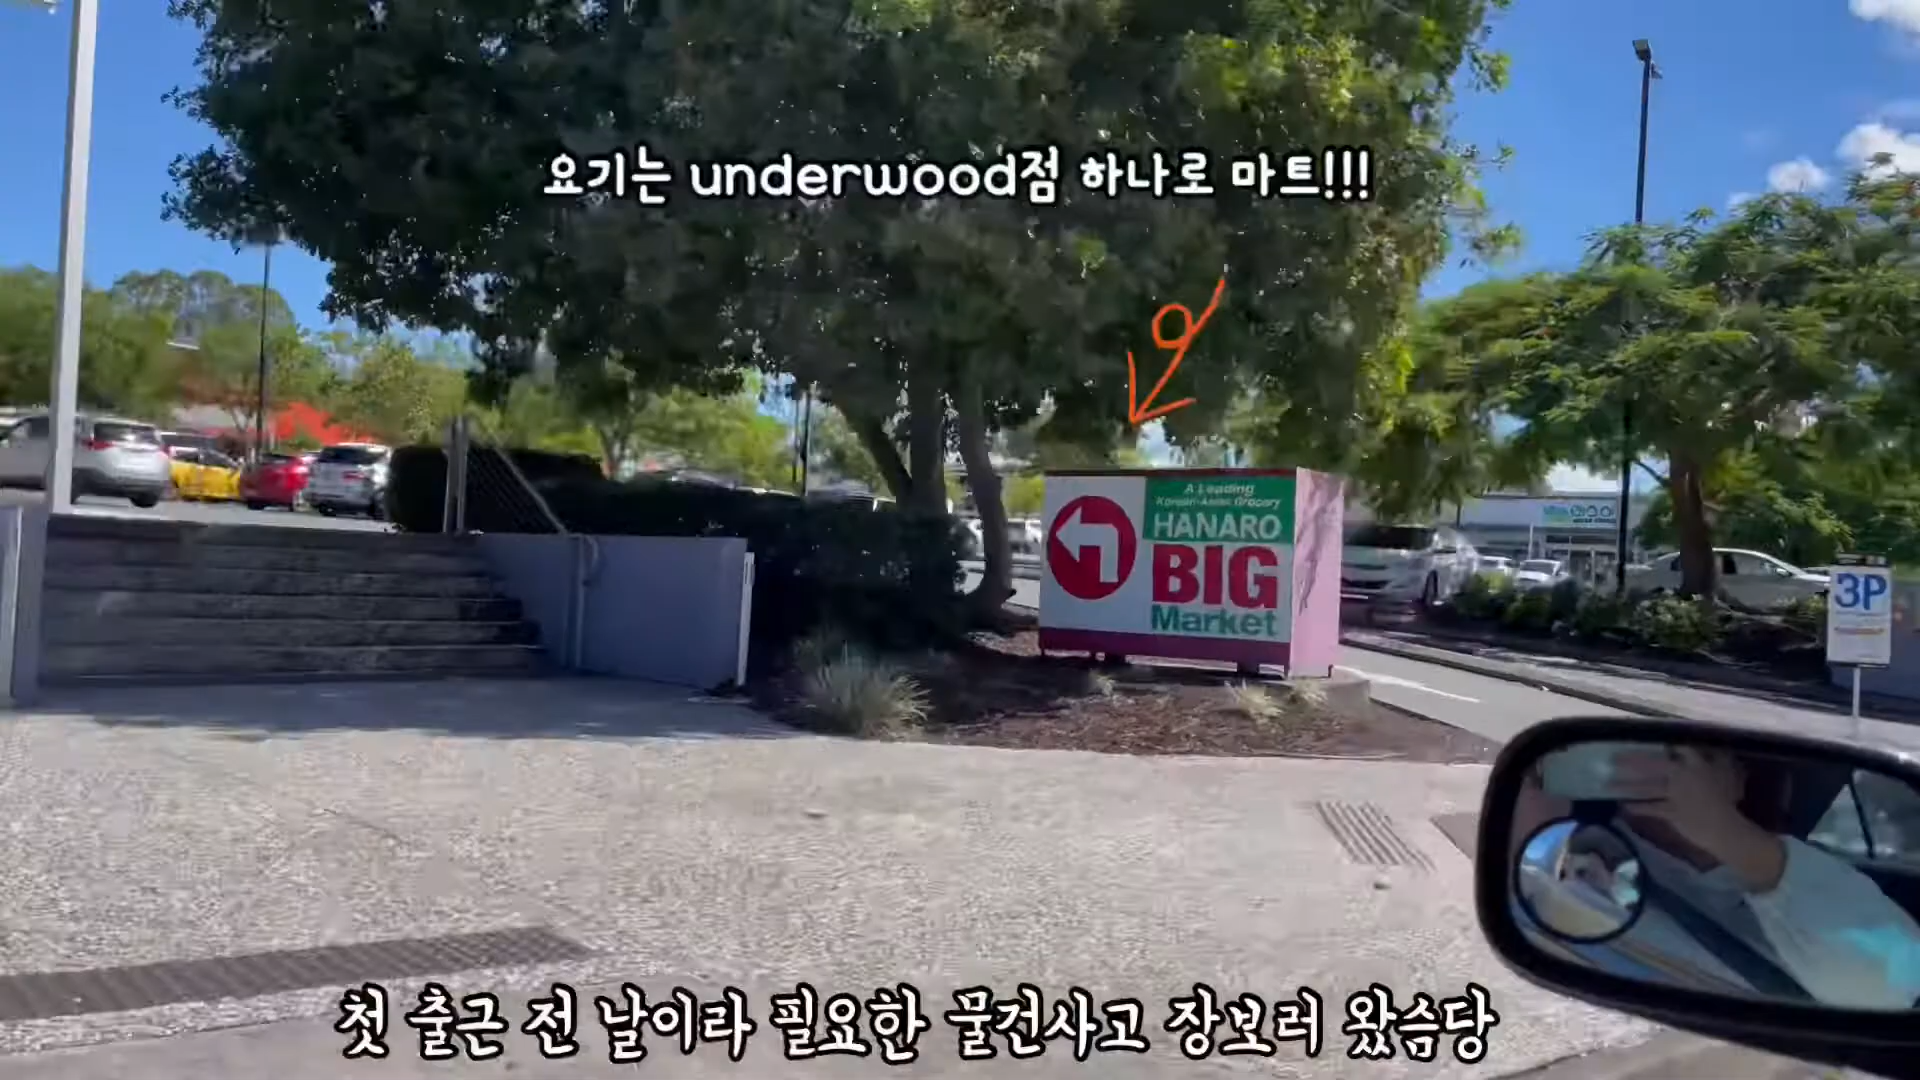 요기는 underwood점 하나로 마트!!!
A Leading
Korean-Asian Grocery
HANARO
BIG
Market
3P
첫 출근 전 날이라 필요한 물건사고 장보러 왔슴당